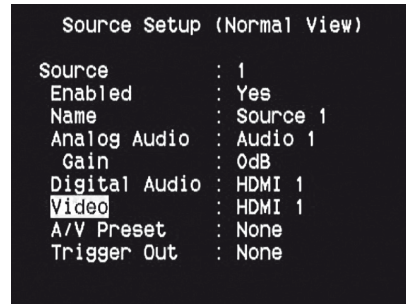 Source Setup (Normal View)
Source : 1
Enabled : Yes
Name : Source 1
Analog Audio : Audio 1
Gain : 0dB
Digital Audio : HDMI 1
Video : HDMI 1
A/V Preset : None
Trigger Out : None